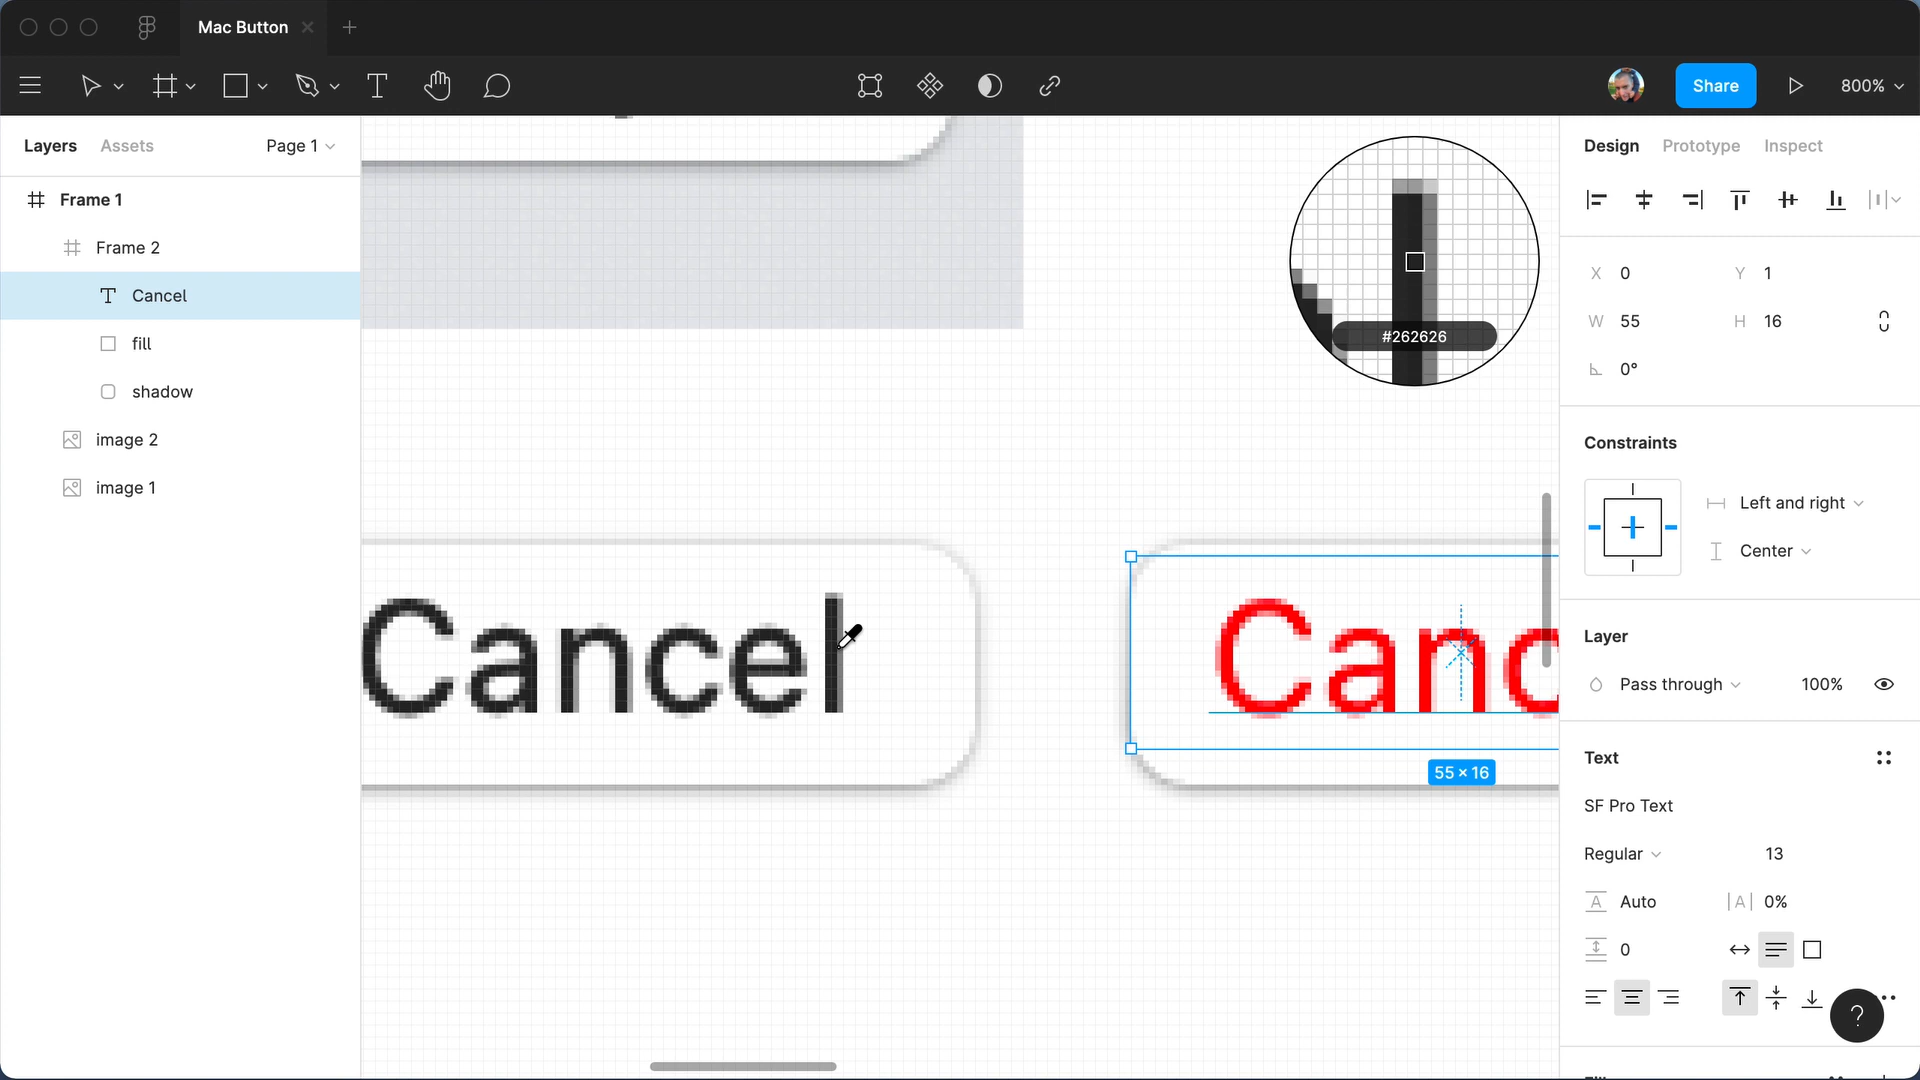 Mac Button
Share
800%
Layers
Assets
Page 1
Design
Prototype
Inspect
Frame 1
Frame 2
Cancel
fill
shadow
image 2
image 1
#262626
Cancel
55 × 16
X 0
Y 1
W 55
H 16
0°
Constraints
Left and right
Center
Layer
Pass through
100%
Text
SF Pro Text
Regular
13
A Auto
|A| 0%
0
?